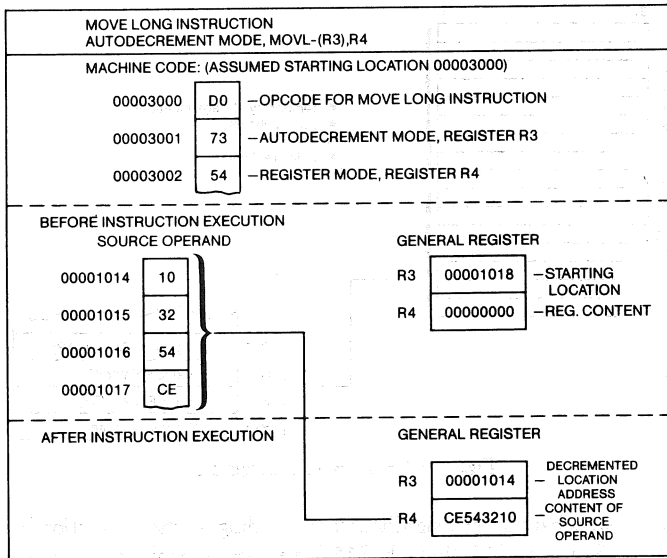 MOVE LONG INSTRUCTION
AUTODECREMENT MODE, MOVL-(R3),R4
MACHINE CODE: (ASSUMED STARTING LOCATION 00003000)
00003000 D0 –OPCODE FOR MOVE LONG INSTRUCTION
00003001 73 –AUTODECREMENT MODE, REGISTER R3
00003002 54 –REGISTER MODE, REGISTER R4
BEFORE INSTRUCTION EXECUTION
SOURCE OPERAND
00001014 10
00001015 32
00001016 54
00001017 CE
GENERAL REGISTER
R3 00001018 –STARTING
LOCATION
R4 00000000 –REG. CONTENT
AFTER INSTRUCTION EXECUTION
GENERAL REGISTER
DECREMENTED
R3 00001014 – LOCATION
ADDRESS
R4 CE543210 –CONTENT OF
SOURCE
OPERAND